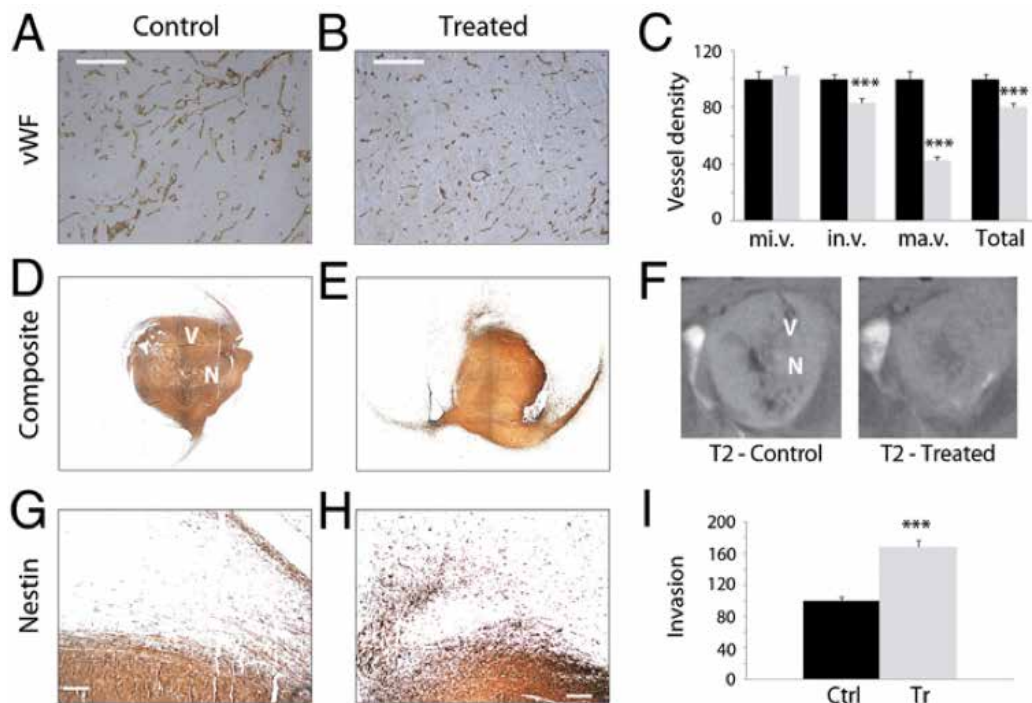 A
Control
B
Treated
vWF
C
Vessel density
120
80
40
0
***
***
***
mi.v.
in.v.
ma.v.
Total
Composite
D
V
N
E
F
V
N
T2 - Control
T2 - Treated
Nestin
G
H
I
Invasion
200
160
120
80
40
0
***
Ctrl
Tr